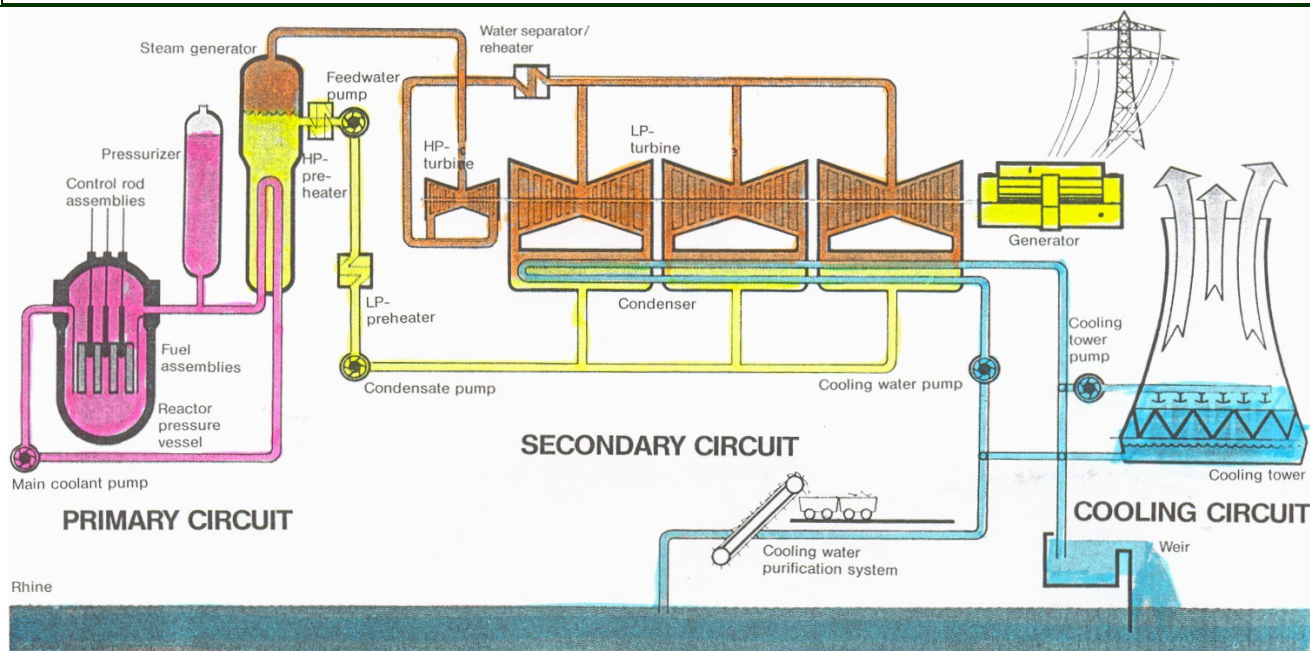 Water separator/
reheater
Steam generator
Feedwater
pump
Pressurizer
HP-
pre-
heater
HP-
turbine
LP-
turbine
Control rod
assemblies
Generator
LP-
preheater
Condenser
Cooling
tower
pump
Fuel
assemblies
Condensate pump
Cooling water pump
Reactor
pressure
vessel
SECONDARY CIRCUIT
Main coolant pump
Cooling tower
PRIMARY CIRCUIT
COOLING CIRCUIT
Cooling water
purification system
Weir
Rhine